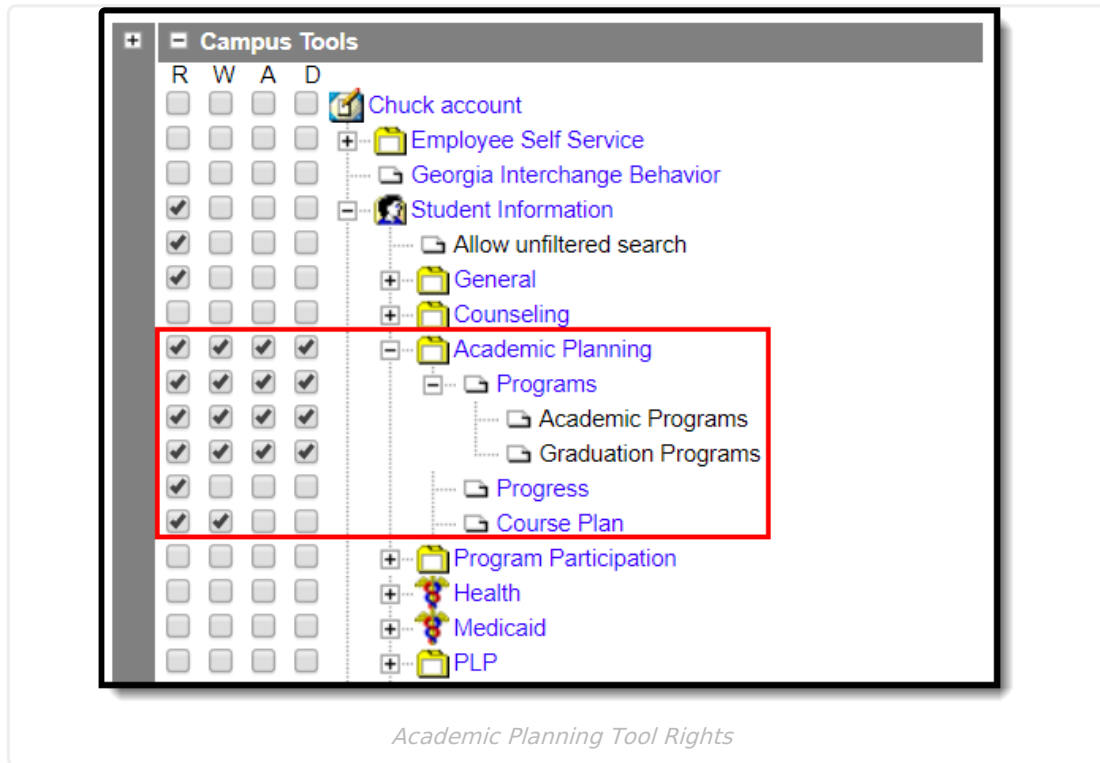 Campus Tools
R W A D
Chuck account
Employee Self Service
Georgia Interchange Behavior
Student Information
Allow unfiltered search
General
Counseling
Academic Planning
Programs
Academic Programs
Graduation Programs
Progress
Course Plan
Program Participation
Health
Medicaid
PLP
Academic Planning Tool Rights